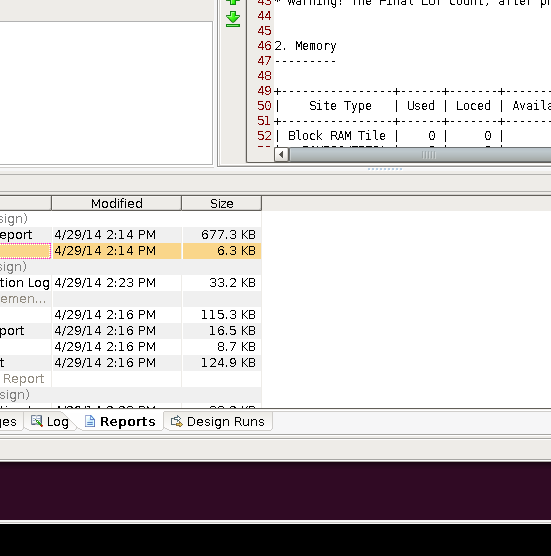 43 * Warning! The Final LUT count, after ph
44
45
46 2. Memory
47 ---------
48
49 +----------------+------+-------+-------
50 |    Site Type   | Used | Loced | Availa
51 +----------------+------+-------+-------
52 | Block RAM Tile |    0 |     0 |
Modified Size
sign)
eport 4/29/14 2:14 PM 677.3 KB
4/29/14 2:14 PM 6.3 KB
sign)
tion Log 4/29/14 2:23 PM 33.2 KB
emen...
4/29/14 2:16 PM 115.3 KB
port 4/29/14 2:16 PM 16.5 KB
4/29/14 2:16 PM 8.7 KB
t 4/29/14 2:16 PM 124.9 KB
Report
sign)
ges Log Reports Design Runs